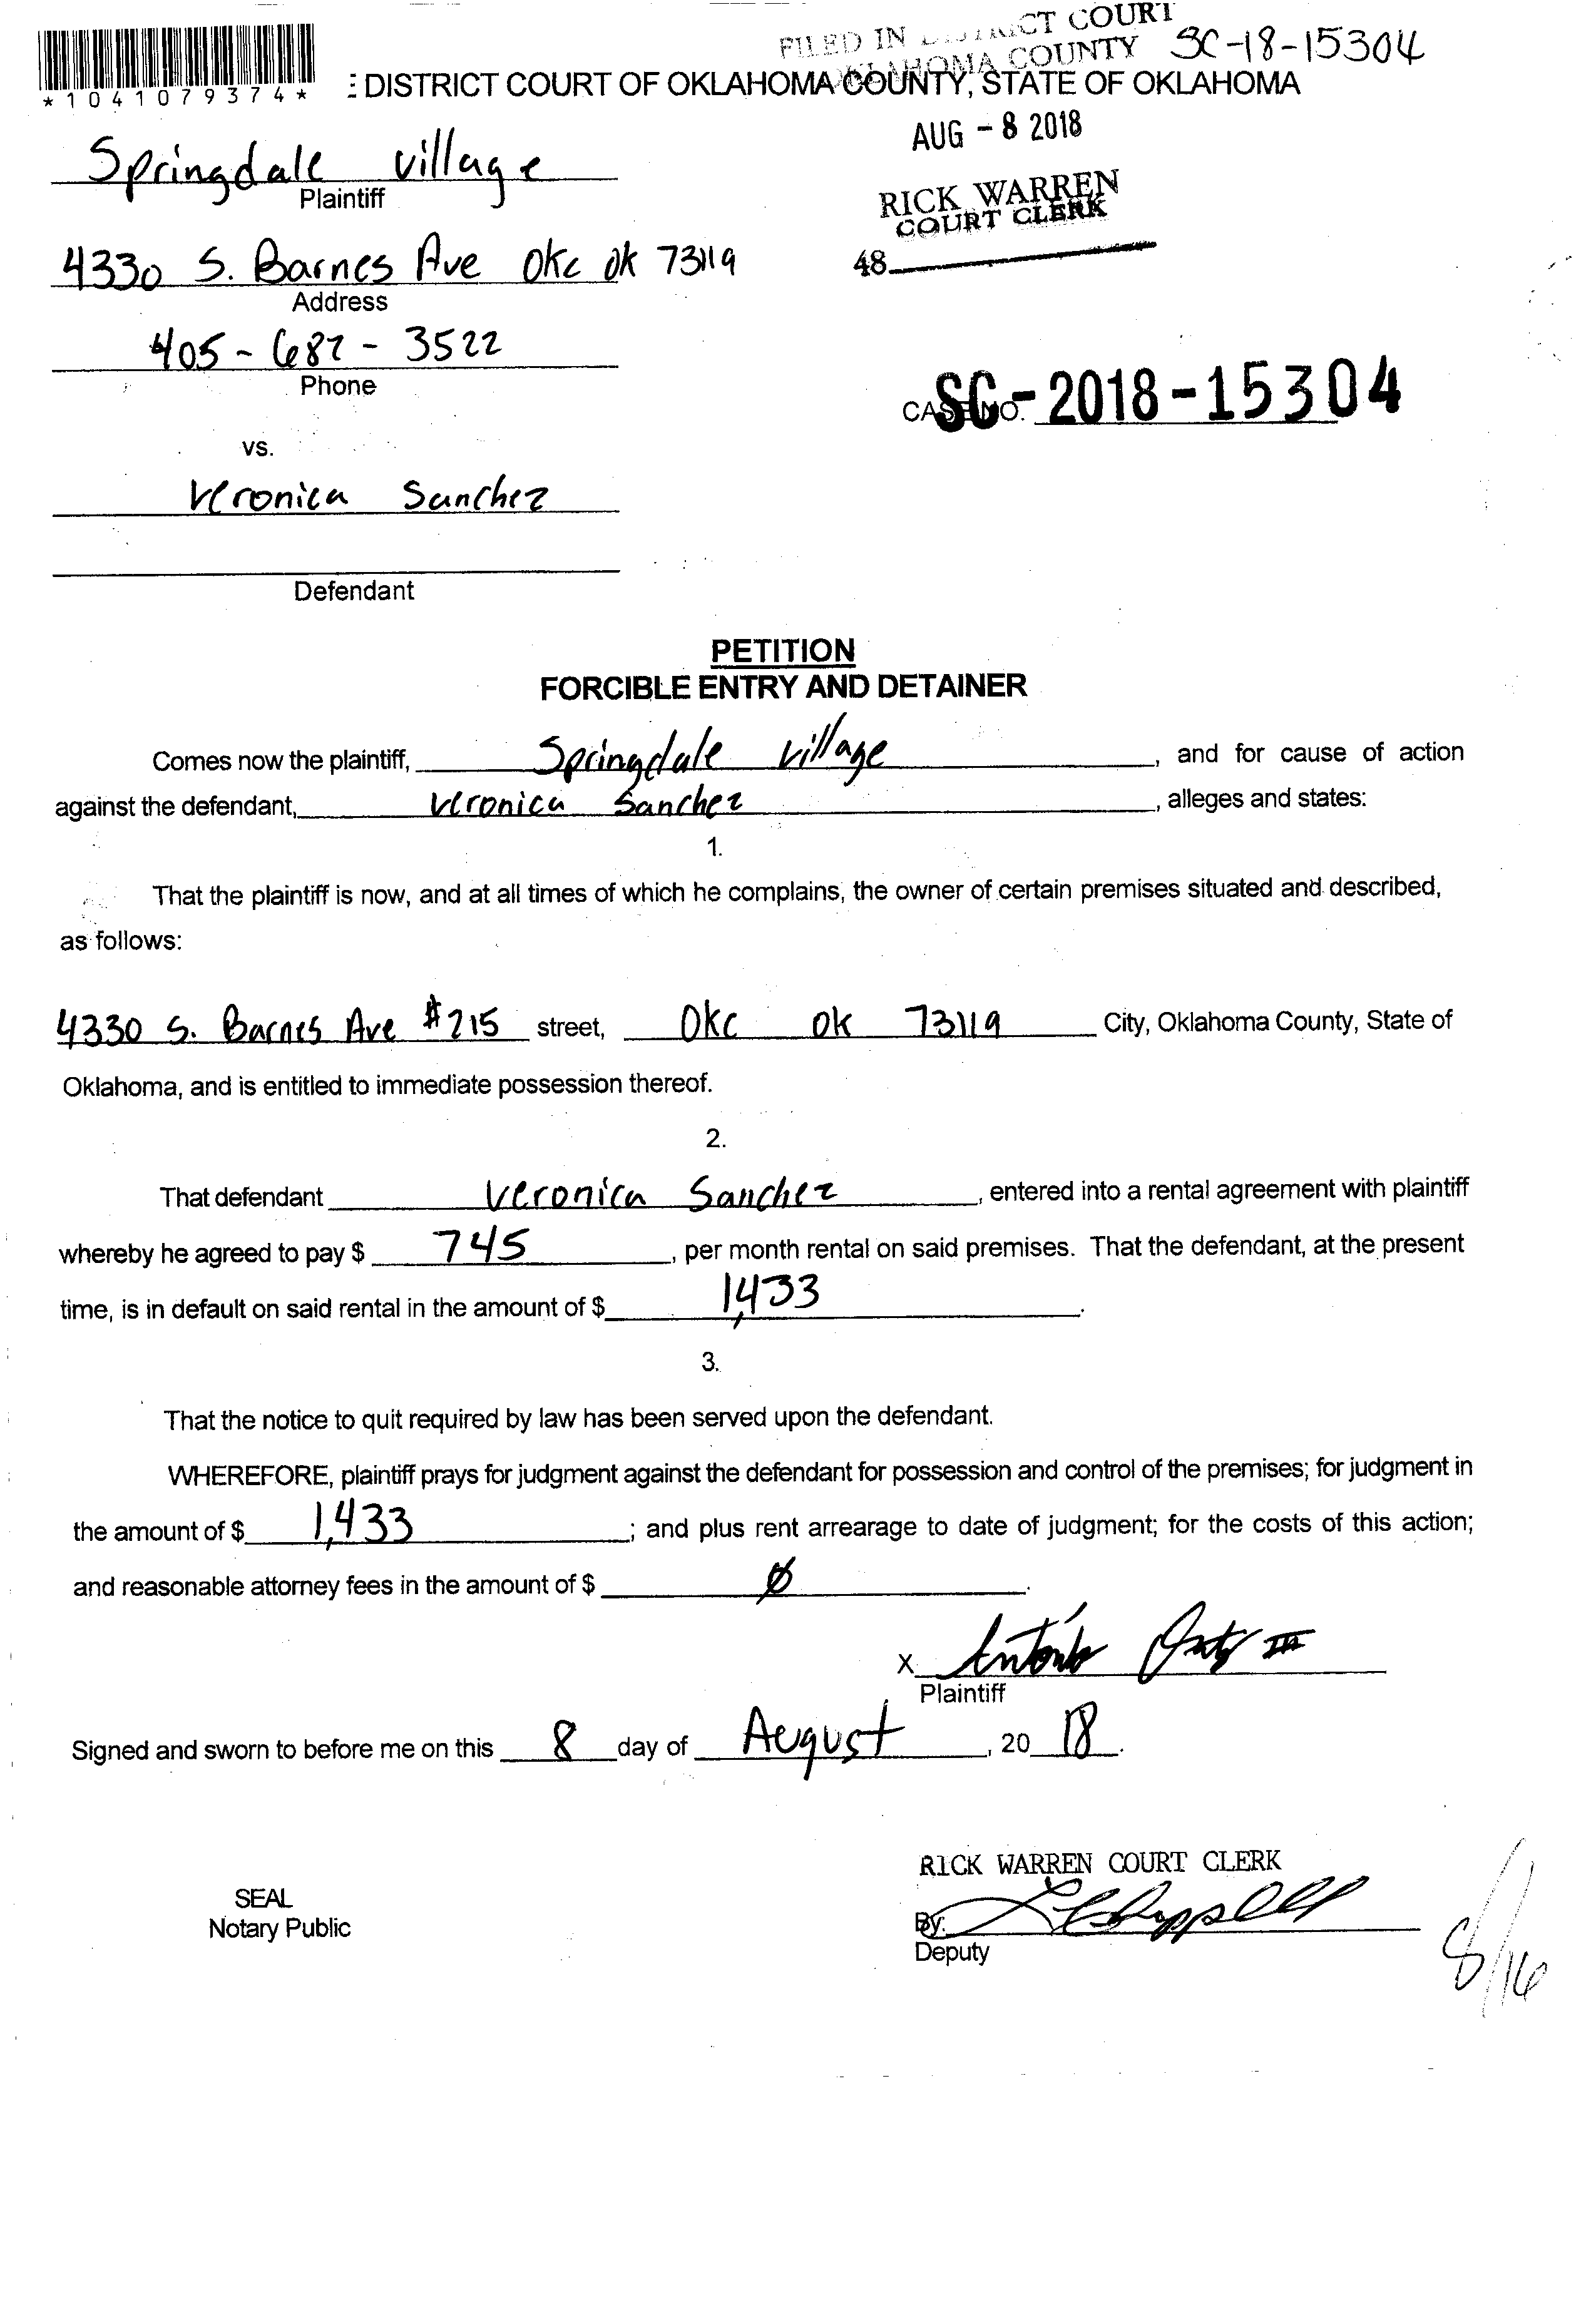 FILED IN DISTRICT COURT
OKLAHOMA COUNTY SC-18-15304
*1041079374*
: DISTRICT COURT OF OKLAHOMA COUNTY, STATE OF OKLAHOMA
AUG - 8 2018
Springdale Village
Plaintiff
RICK WARREN
COURT CLERK
4330 S. Barnes Ave Okc Ok 73119
48
Address
405-682-3522
Phone
CASE NO. SC-2018-15304
vs.
Veronica Sanchez
Defendant
PETITION
FORCIBLE ENTRY AND DETAINER
Comes now the plaintiff, Springdale Village, and for cause of action
against the defendant, Veronica Sanchez, alleges and states:
1.
That the plaintiff is now, and at all times of which he complains, the owner of certain premises situated and described,
as follows:
4330 S. Barnes Ave #215 street, Okc Ok 73119 City, Oklahoma County, State of
Oklahoma, and is entitled to immediate possession thereof.
2.
That defendant Veronica Sanchez, entered into a rental agreement with plaintiff
whereby he agreed to pay $ 745, per month rental on said premises. That the defendant, at the present
time, is in default on said rental in the amount of $ 1,433.
3.
That the notice to quit required by law has been served upon the defendant.
WHEREFORE, plaintiff prays for judgment against the defendant for possession and control of the premises; for judgment in
the amount of $ 1,433; and plus rent arrearage to date of judgment; for the costs of this action;
and reasonable attorney fees in the amount of $ Ø.
X Antonio III
Plaintiff
Signed and sworn to before me on this 8 day of August, 20 18.
RICK WARREN COURT CLERK
SEAL
Notary Public
By:
Deputy
8/16